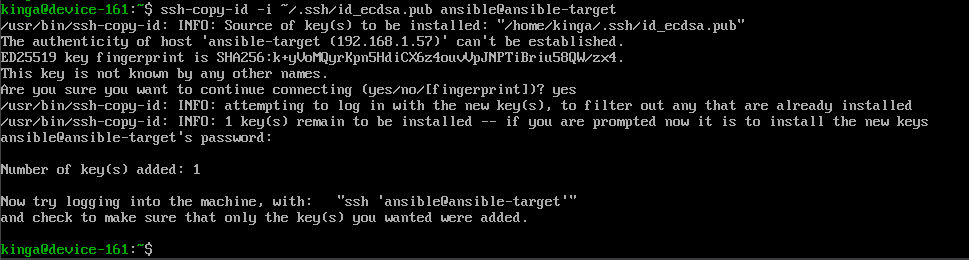 kinga@device-161:~$ ssh-copy-id -i ~/.ssh/id_ecdsa.pub ansible@ansible-target
/usr/bin/ssh-copy-id: INFO: Source of key(s) to be installed: "/home/kinga/.ssh/id_ecdsa.pub"
The authenticity of host 'ansible-target (192.168.1.57)' can't be established.
ED25519 key fingerprint is SHA256:k+yVoMQyrKpn5HdiCX6z4ouvVpJNPTiBriu58QW/zx4.
This key is not known by any other names.
Are you sure you want to continue connecting (yes/no/[fingerprint])? yes
/usr/bin/ssh-copy-id: INFO: attempting to log in with the new key(s), to filter out any that are already installed
/usr/bin/ssh-copy-id: INFO: 1 key(s) remain to be installed -- if you are prompted now it is to install the new keys
ansible@ansible-target's password:
Number of key(s) added: 1
Now try logging into the machine, with:   "ssh 'ansible@ansible-target'"
and check to make sure that only the key(s) you wanted were added.
kinga@device-161:~$